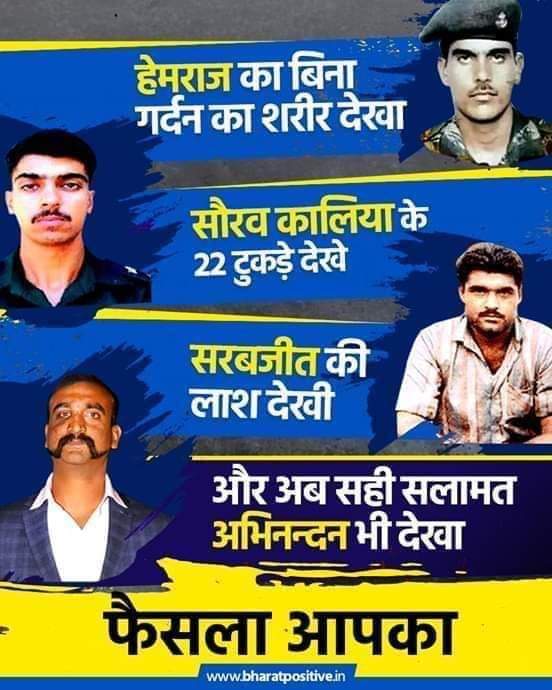 हेमराज का बिना
गर्दन का शरीर देखा
सौरव कालिया के
22 टुकड़े देखे
सरबजीत की
लाश देखी
और अब सही सलामत
अभिनन्दन भी देखा
फैसला आपका
www.bharatpositive.in